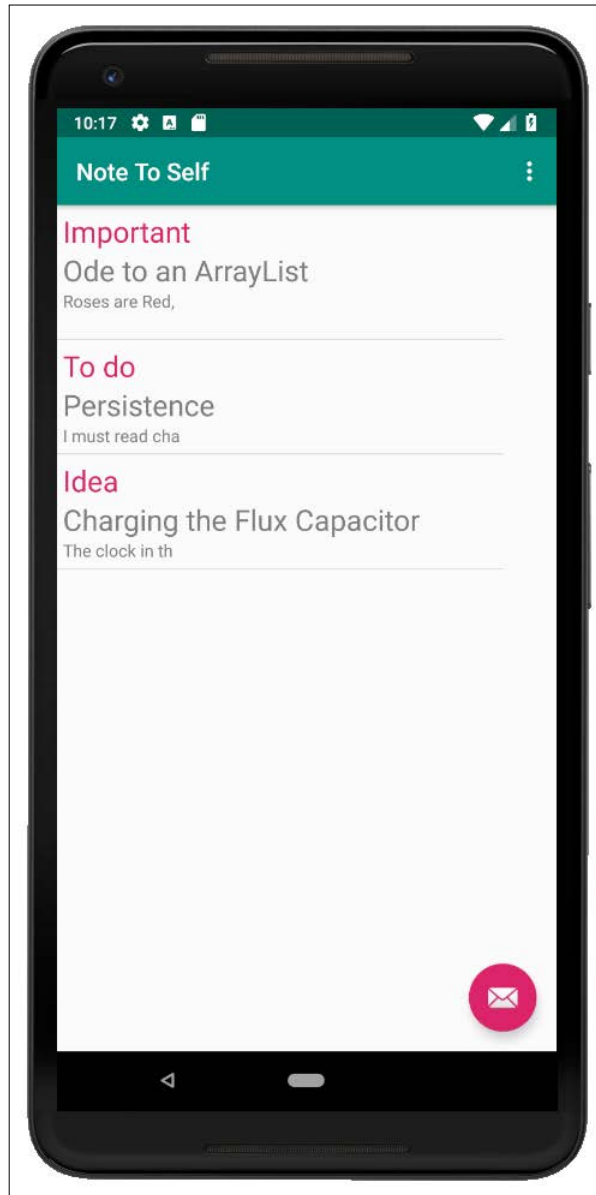 10:17
Note To Self
Important
Ode to an ArrayList
Roses are Red,
To do
Persistence
I must read cha
Idea
Charging the Flux Capacitor
The clock in th